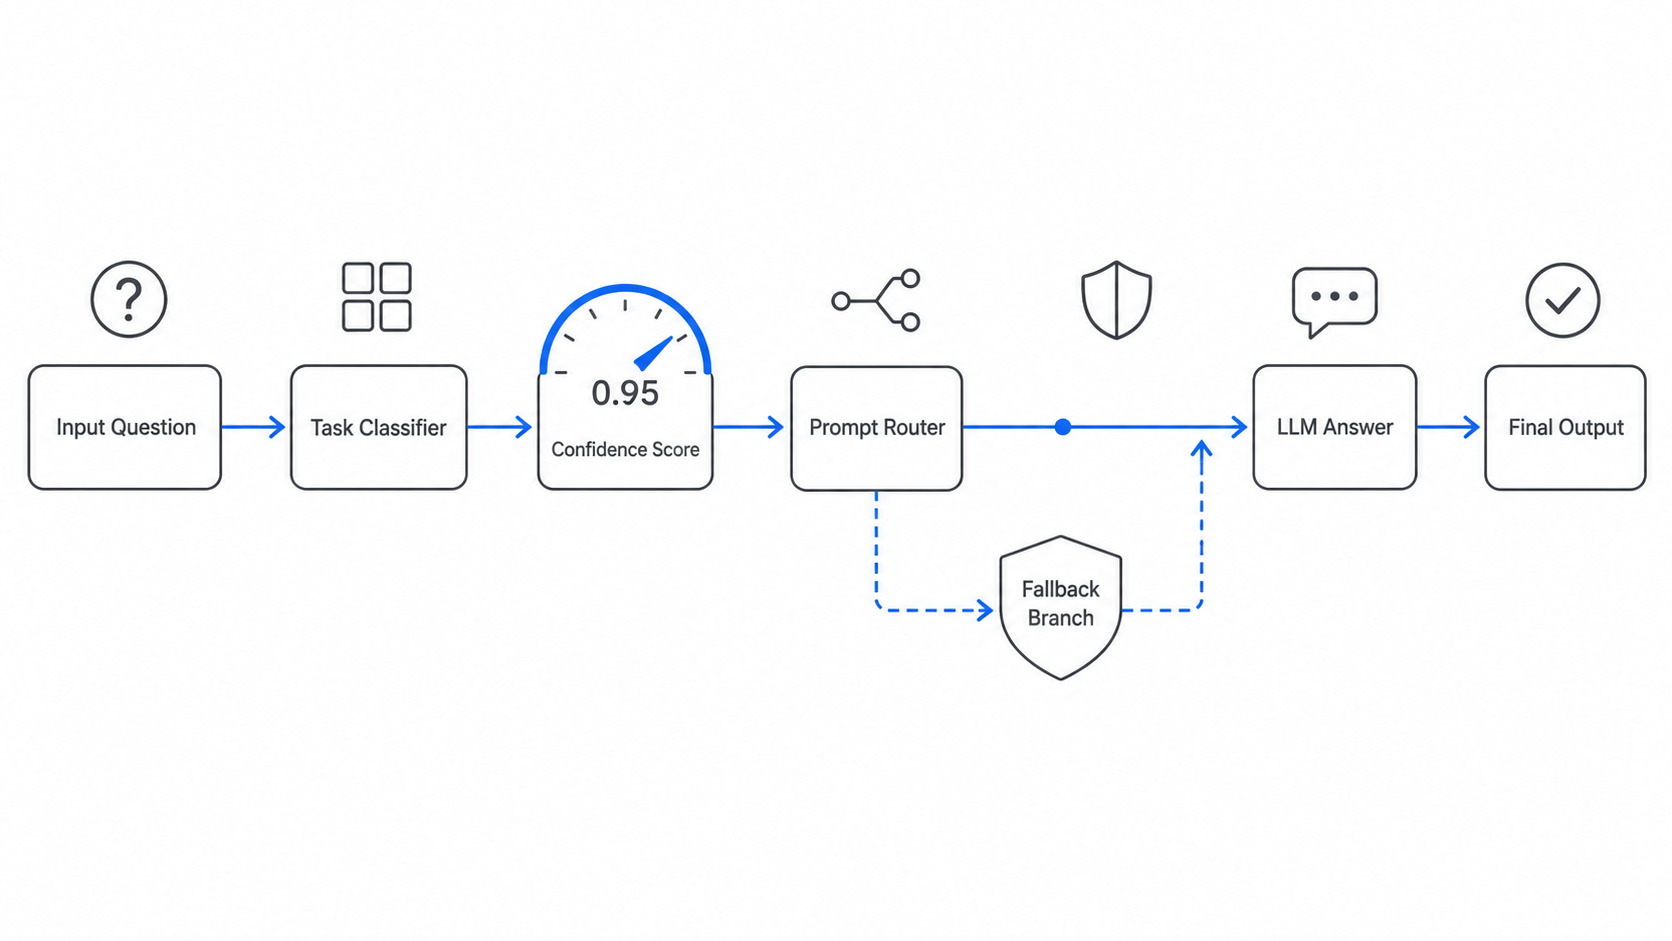 Input Question
Task Classifier
0.95
Confidence Score
Prompt Router
Fallback
Branch
LLM Answer
Final Output